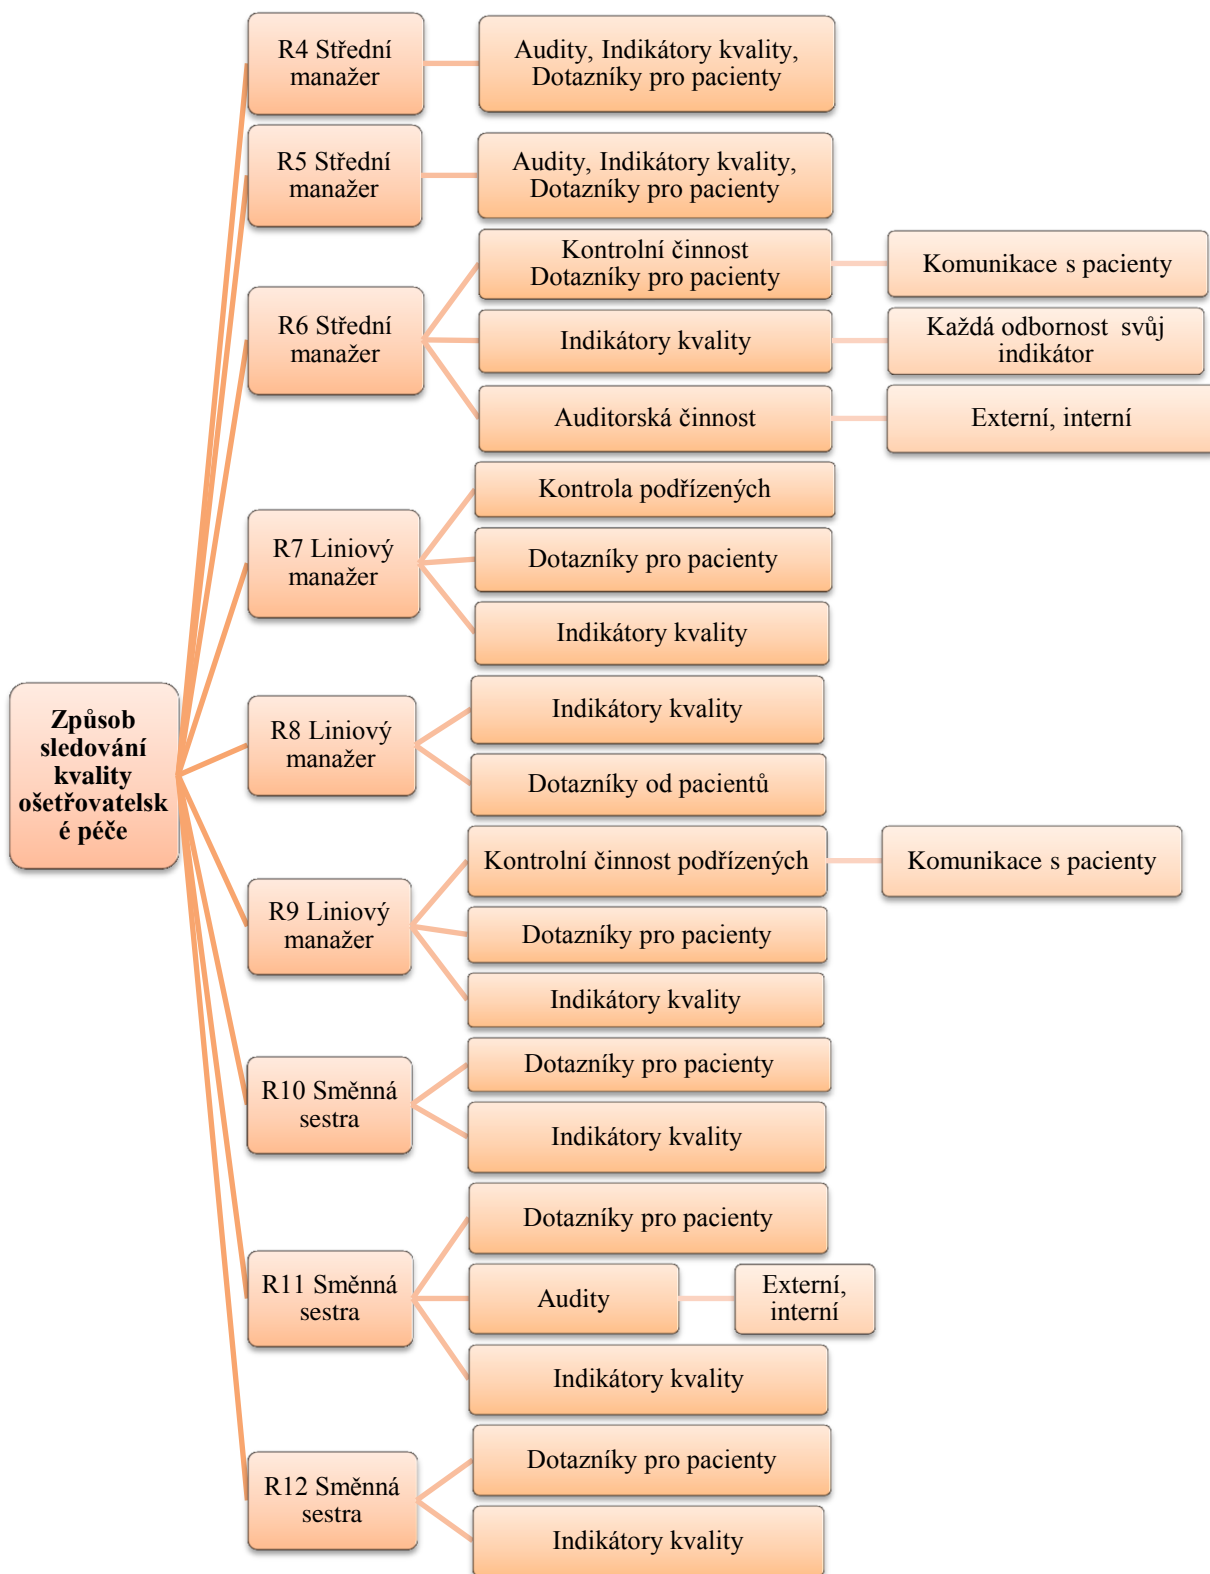 R4 Střední
manažer
Audity, Indikátory kvality,
Dotazníky pro pacienty
R5 Střední
manažer
Audity, Indikátory kvality,
Dotazníky pro pacienty
R6 Střední
manažer
Kontrolní činnost
Dotazníky pro pacienty
Komunikace s pacienty
Indikátory kvality
Každá odbornost svůj
indikátor
Auditorská činnost
Externí, interní
R7 Liniový
manažer
Kontrola podřízených
Dotazníky pro pacienty
Indikátory kvality
Způsob
sledování
kvality
ošetřovatelsk
é péče
R8 Liniový
manažer
Indikátory kvality
Dotazníky od pacientů
R9 Liniový
manažer
Kontrolní činnost podřízených
Komunikace s pacienty
Dotazníky pro pacienty
Indikátory kvality
R10 Směnná
sestra
Dotazníky pro pacienty
Indikátory kvality
R11 Směnná
sestra
Dotazníky pro pacienty
Audity
Externí,
interní
Indikátory kvality
R12 Směnná
sestra
Dotazníky pro pacienty
Indikátory kvality